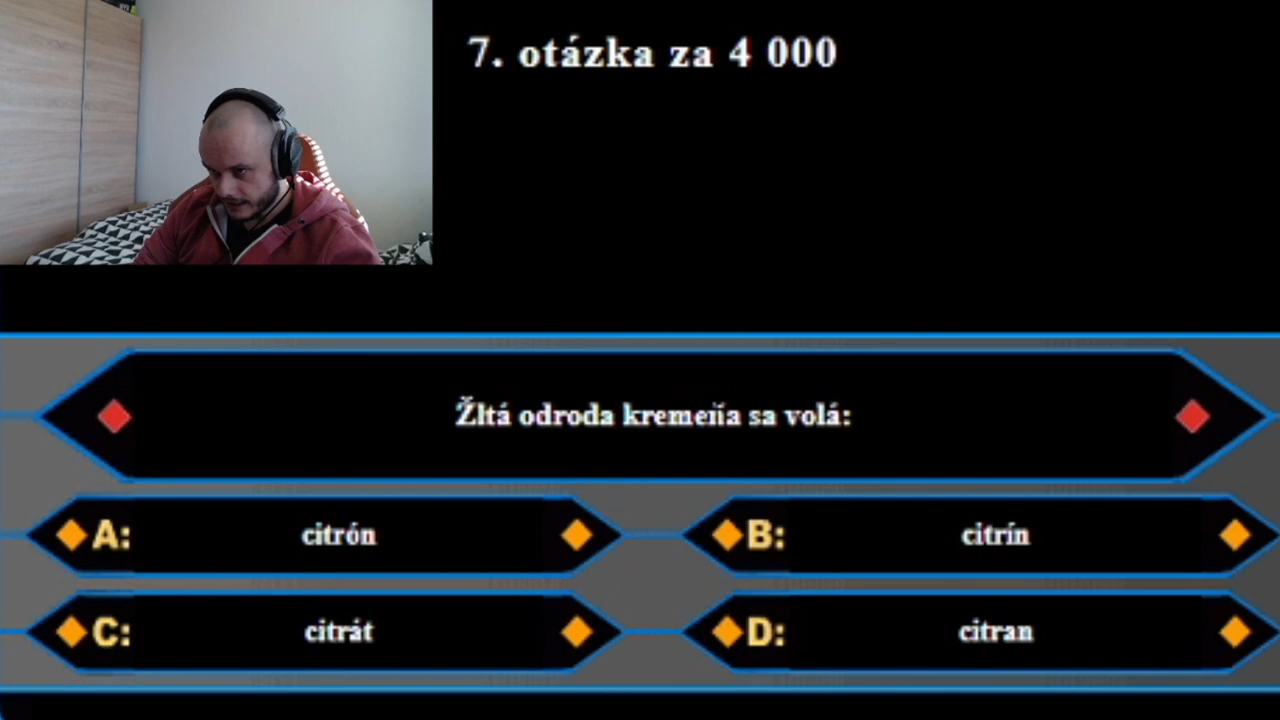 7. otázka za 4 000
Žltá odroda kremeňa sa volá:
A: citrón
B: citrín
C: citrát
D: citran